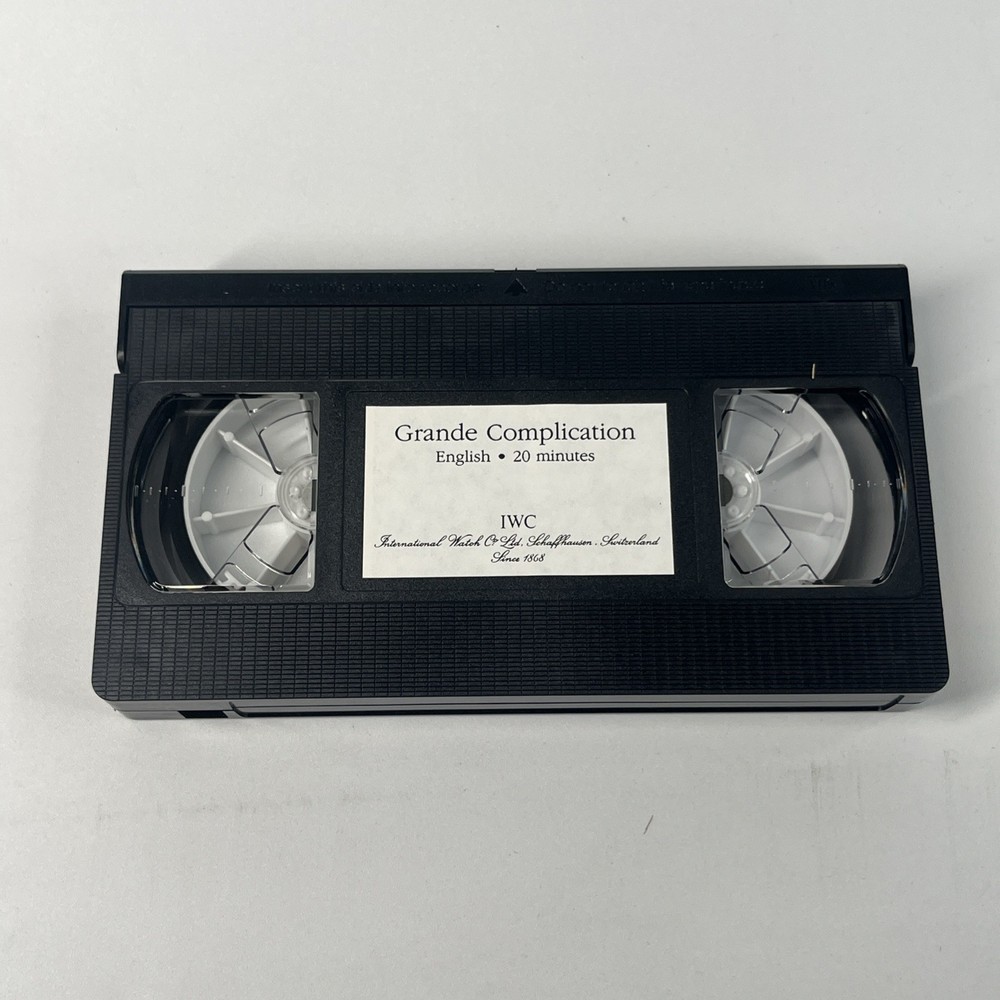 Grande Complication
English • 20 minutes
IWC
International Watch Co Ltd. Schaffhausen . Switzerland
Since 1868